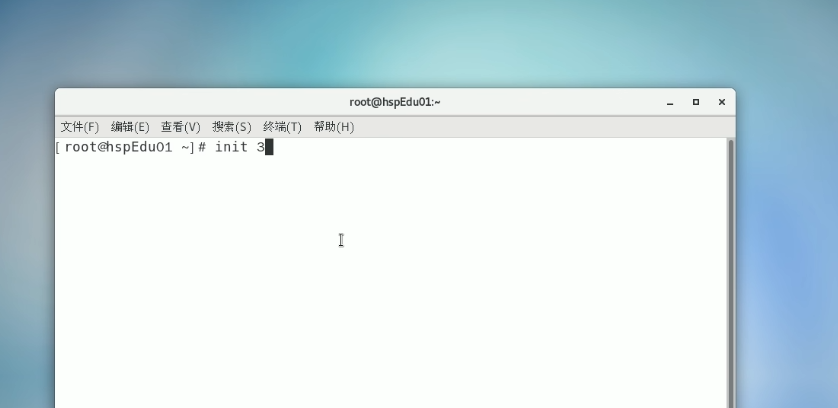 root@hspEdu01:~
文件(F) 编辑(E) 查看(V) 搜索(S) 终端(T) 帮助(H)
[root@hspEdu01 ~]# init 3